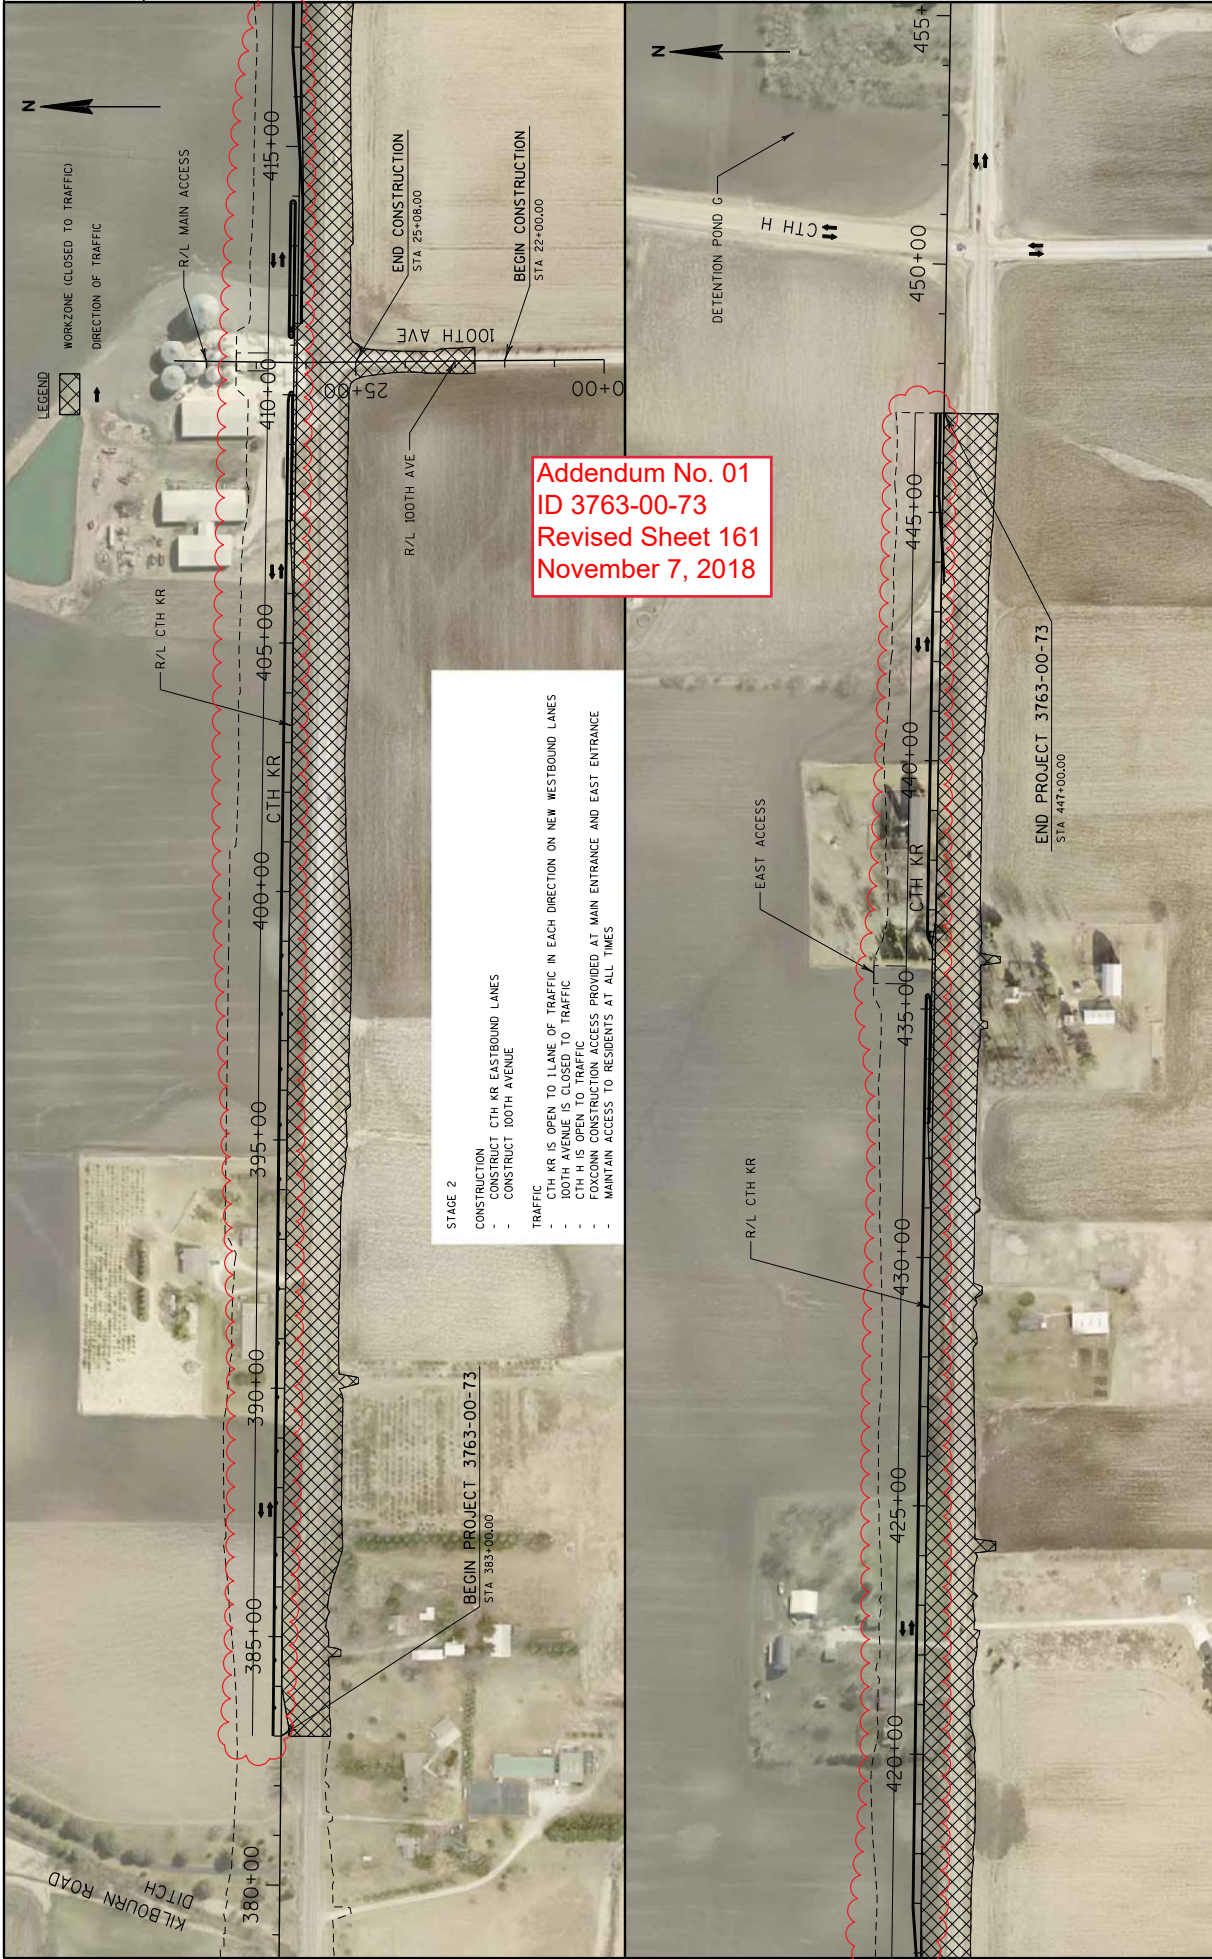 LEGEND
WORKZONE (CLOSED TO TRAFFIC)
DIRECTION OF TRAFFIC
N
R/L MAIN ACCESS
R/L CTH KR
KILBOURN ROAD
DITCH
380+00
385+00
390+00
395+00
400+00
CTH KR
405+00
410+00
415+00
25+00
0+00
100TH AVE
R/L 100TH AVE
END CONSTRUCTION
STA 25+08.00
BEGIN CONSTRUCTION
STA 22+00.00
BEGIN PROJECT 3763-00-73
STA 383+00.00
STAGE 2
CONSTRUCTION
- CONSTRUCT CTH KR EASTBOUND LANES
- CONSTRUCT 100TH AVENUE
TRAFFIC
- CTH KR IS OPEN TO 1 LANE OF TRAFFIC IN EACH DIRECTION ON NEW WESTBOUND LANES
- 100TH AVENUE IS CLOSED TO TRAFFIC
- CTH H IS OPEN TO TRAFFIC
- FOXCONN CONSTRUCTION ACCESS PROVIDED AT MAIN ENTRANCE AND EAST ENTRANCE
- MAINTAIN ACCESS TO RESIDENTS AT ALL TIMES
Addendum No. 01
ID 3763-00-73
Revised Sheet 161
November 7, 2018
N
DETENTION POND G
CTH H
EAST ACCESS
R/L CTH KR
420+00
425+00
430+00
435+00
CTH KR
440+00
445+00
450+00
455+
END PROJECT 3763-00-73
STA 447+00.00